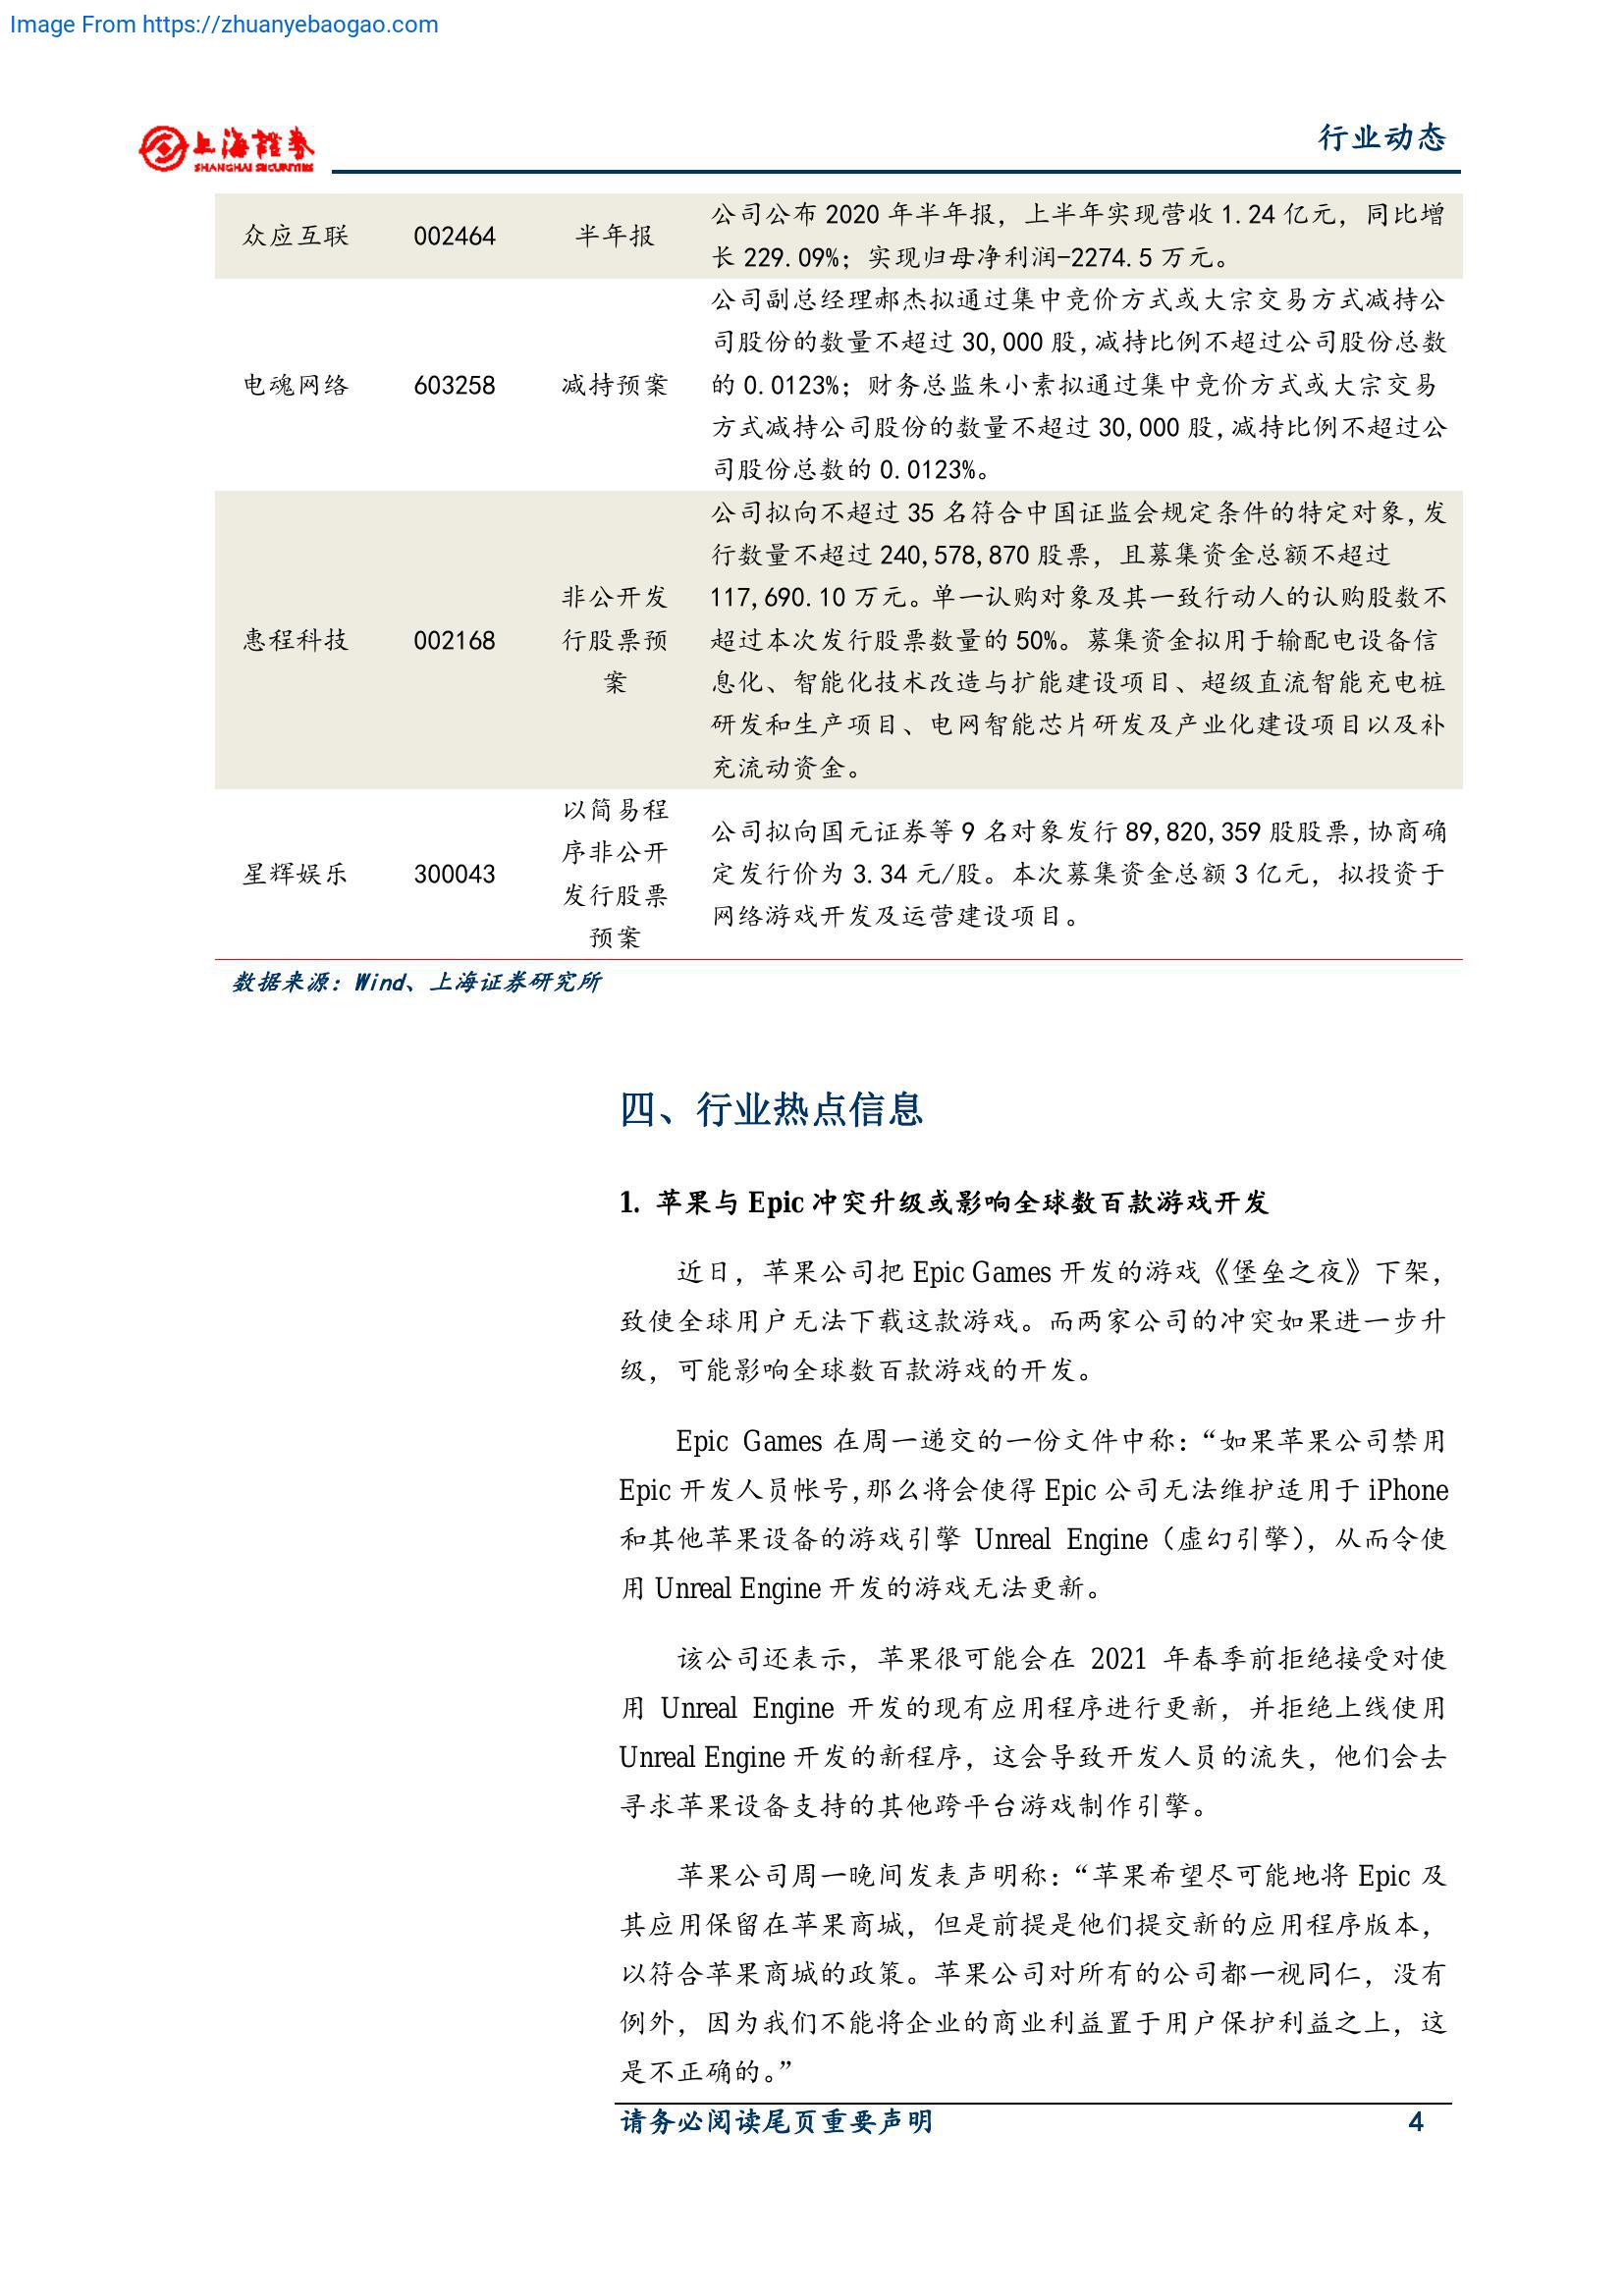 Image From https://zhuanyebaogao.com
上海證券
SHANGHAI SECURITIES
行业动态
众应互联 002464 半年报
公司公布 2020 年半年报，上半年实现营收 1.24 亿元，同比增
长 229.09%；实现归母净利润-2274.5 万元。
电魂网络 603258 减持预案
公司副总经理郝杰拟通过集中竞价方式或大宗交易方式减持公
司股份的数量不超过 30,000 股,减持比例不超过公司股份总数
的 0.0123%；财务总监朱小素拟通过集中竞价方式或大宗交易
方式减持公司股份的数量不超过 30,000 股,减持比例不超过公
司股份总数的 0.0123%。
惠程科技 002168
非公开发
行股票预
案
公司拟向不超过 35 名符合中国证监会规定条件的特定对象,发
行数量不超过 240,578,870 股票，且募集资金总额不超过
117,690.10 万元。单一认购对象及其一致行动人的认购股数不
超过本次发行股票数量的 50%。募集资金拟用于输配电设备信
息化、智能化技术改造与扩能建设项目、超级直流智能充电桩
研发和生产项目、电网智能芯片研发及产业化建设项目以及补
充流动资金。
星辉娱乐 300043
以简易程
序非公开
发行股票
预案
公司拟向国元证券等 9 名对象发行 89,820,359 股股票,协商确
定发行价为 3.34 元/股。本次募集资金总额 3 亿元，拟投资于
网络游戏开发及运营建设项目。
数据来源：Wind、上海证券研究所
四、行业热点信息
1. 苹果与 Epic 冲突升级或影响全球数百款游戏开发
近日，苹果公司把 Epic Games 开发的游戏《堡垒之夜》下架，
致使全球用户无法下载这款游戏。而两家公司的冲突如果进一步升
级，可能影响全球数百款游戏的开发。
Epic Games 在周一递交的一份文件中称：“如果苹果公司禁用
Epic 开发人员帐号,那么将会使得 Epic 公司无法维护适用于 iPhone
和其他苹果设备的游戏引擎 Unreal Engine（虚幻引擎），从而令使
用 Unreal Engine 开发的游戏无法更新。
该公司还表示，苹果很可能会在 2021 年春季前拒绝接受对使
用 Unreal Engine 开发的现有应用程序进行更新，并拒绝上线使用
Unreal Engine 开发的新程序，这会导致开发人员的流失，他们会去
寻求苹果设备支持的其他跨平台游戏制作引擎。
苹果公司周一晚间发表声明称：“苹果希望尽可能地将 Epic 及
其应用保留在苹果商城，但是前提是他们提交新的应用程序版本，
以符合苹果商城的政策。苹果公司对所有的公司都一视同仁，没有
例外，因为我们不能将企业的商业利益置于用户保护利益之上，这
是不正确的。”
请务必阅读尾页重要声明 4